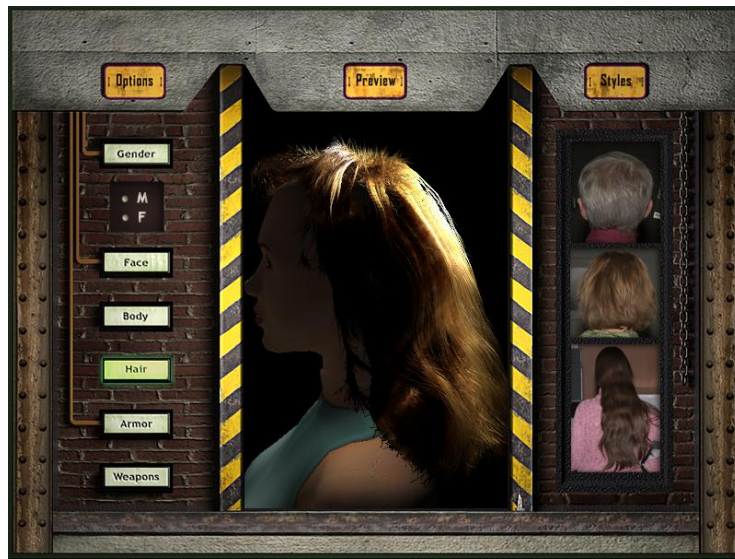 Options
Preview
Styles
Gender
M
F
Face
Body
Hair
Armor
Weapons